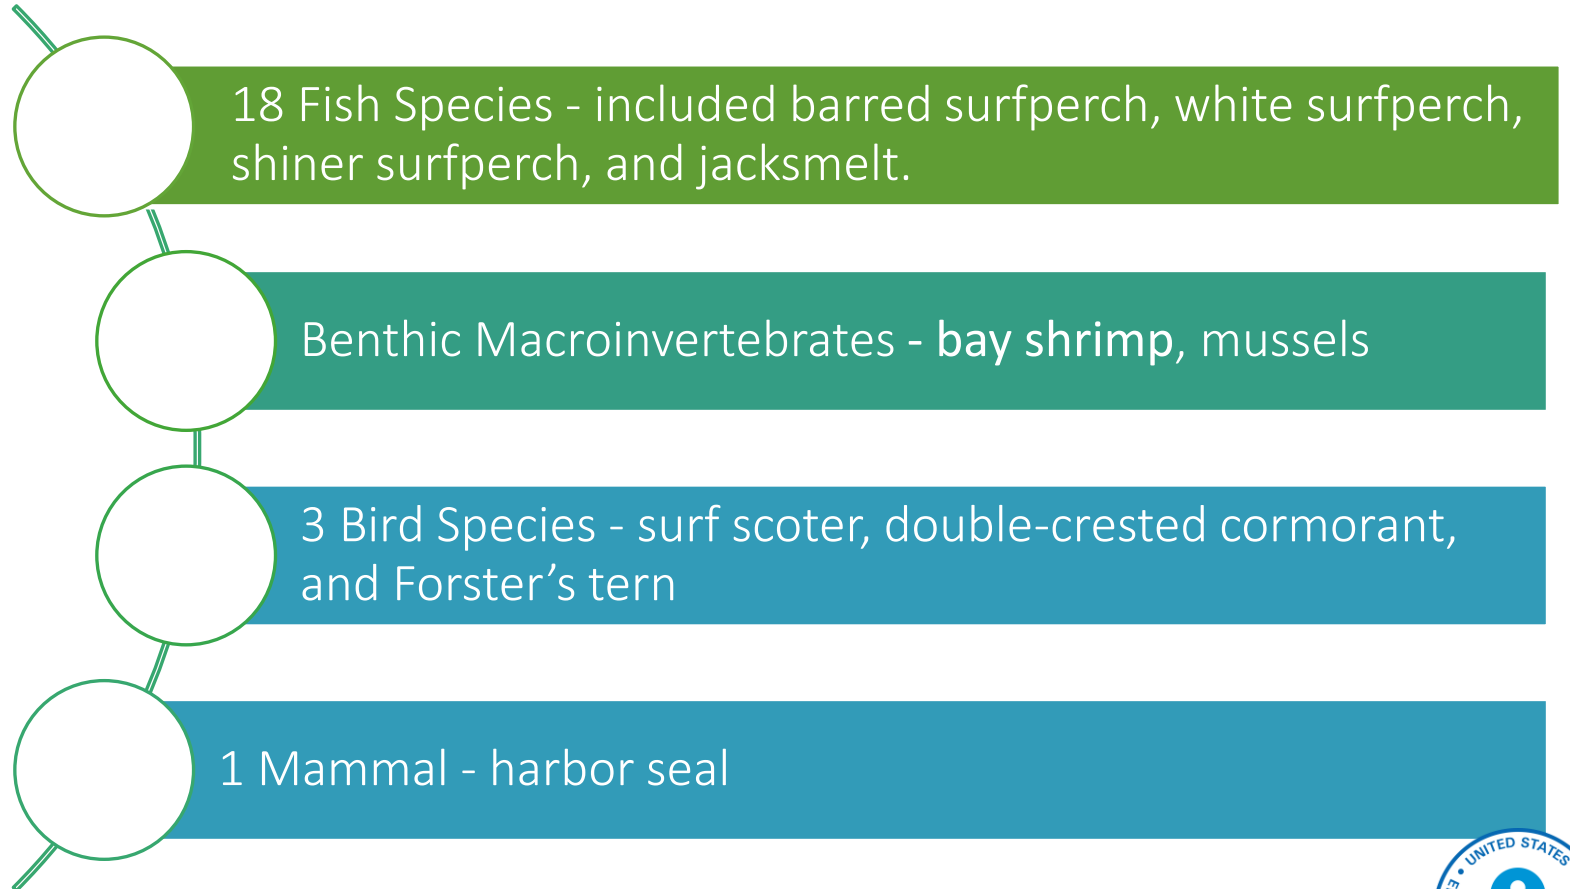 18 Fish Species - included barred surfperch, white surfperch,
shiner surfperch, and jacksmelt.
Benthic Macroinvertebrates - bay shrimp, mussels
3 Bird Species - surf scoter, double-crested cormorant,
and Forster’s tern
1 Mammal - harbor seal
UNITED STATES